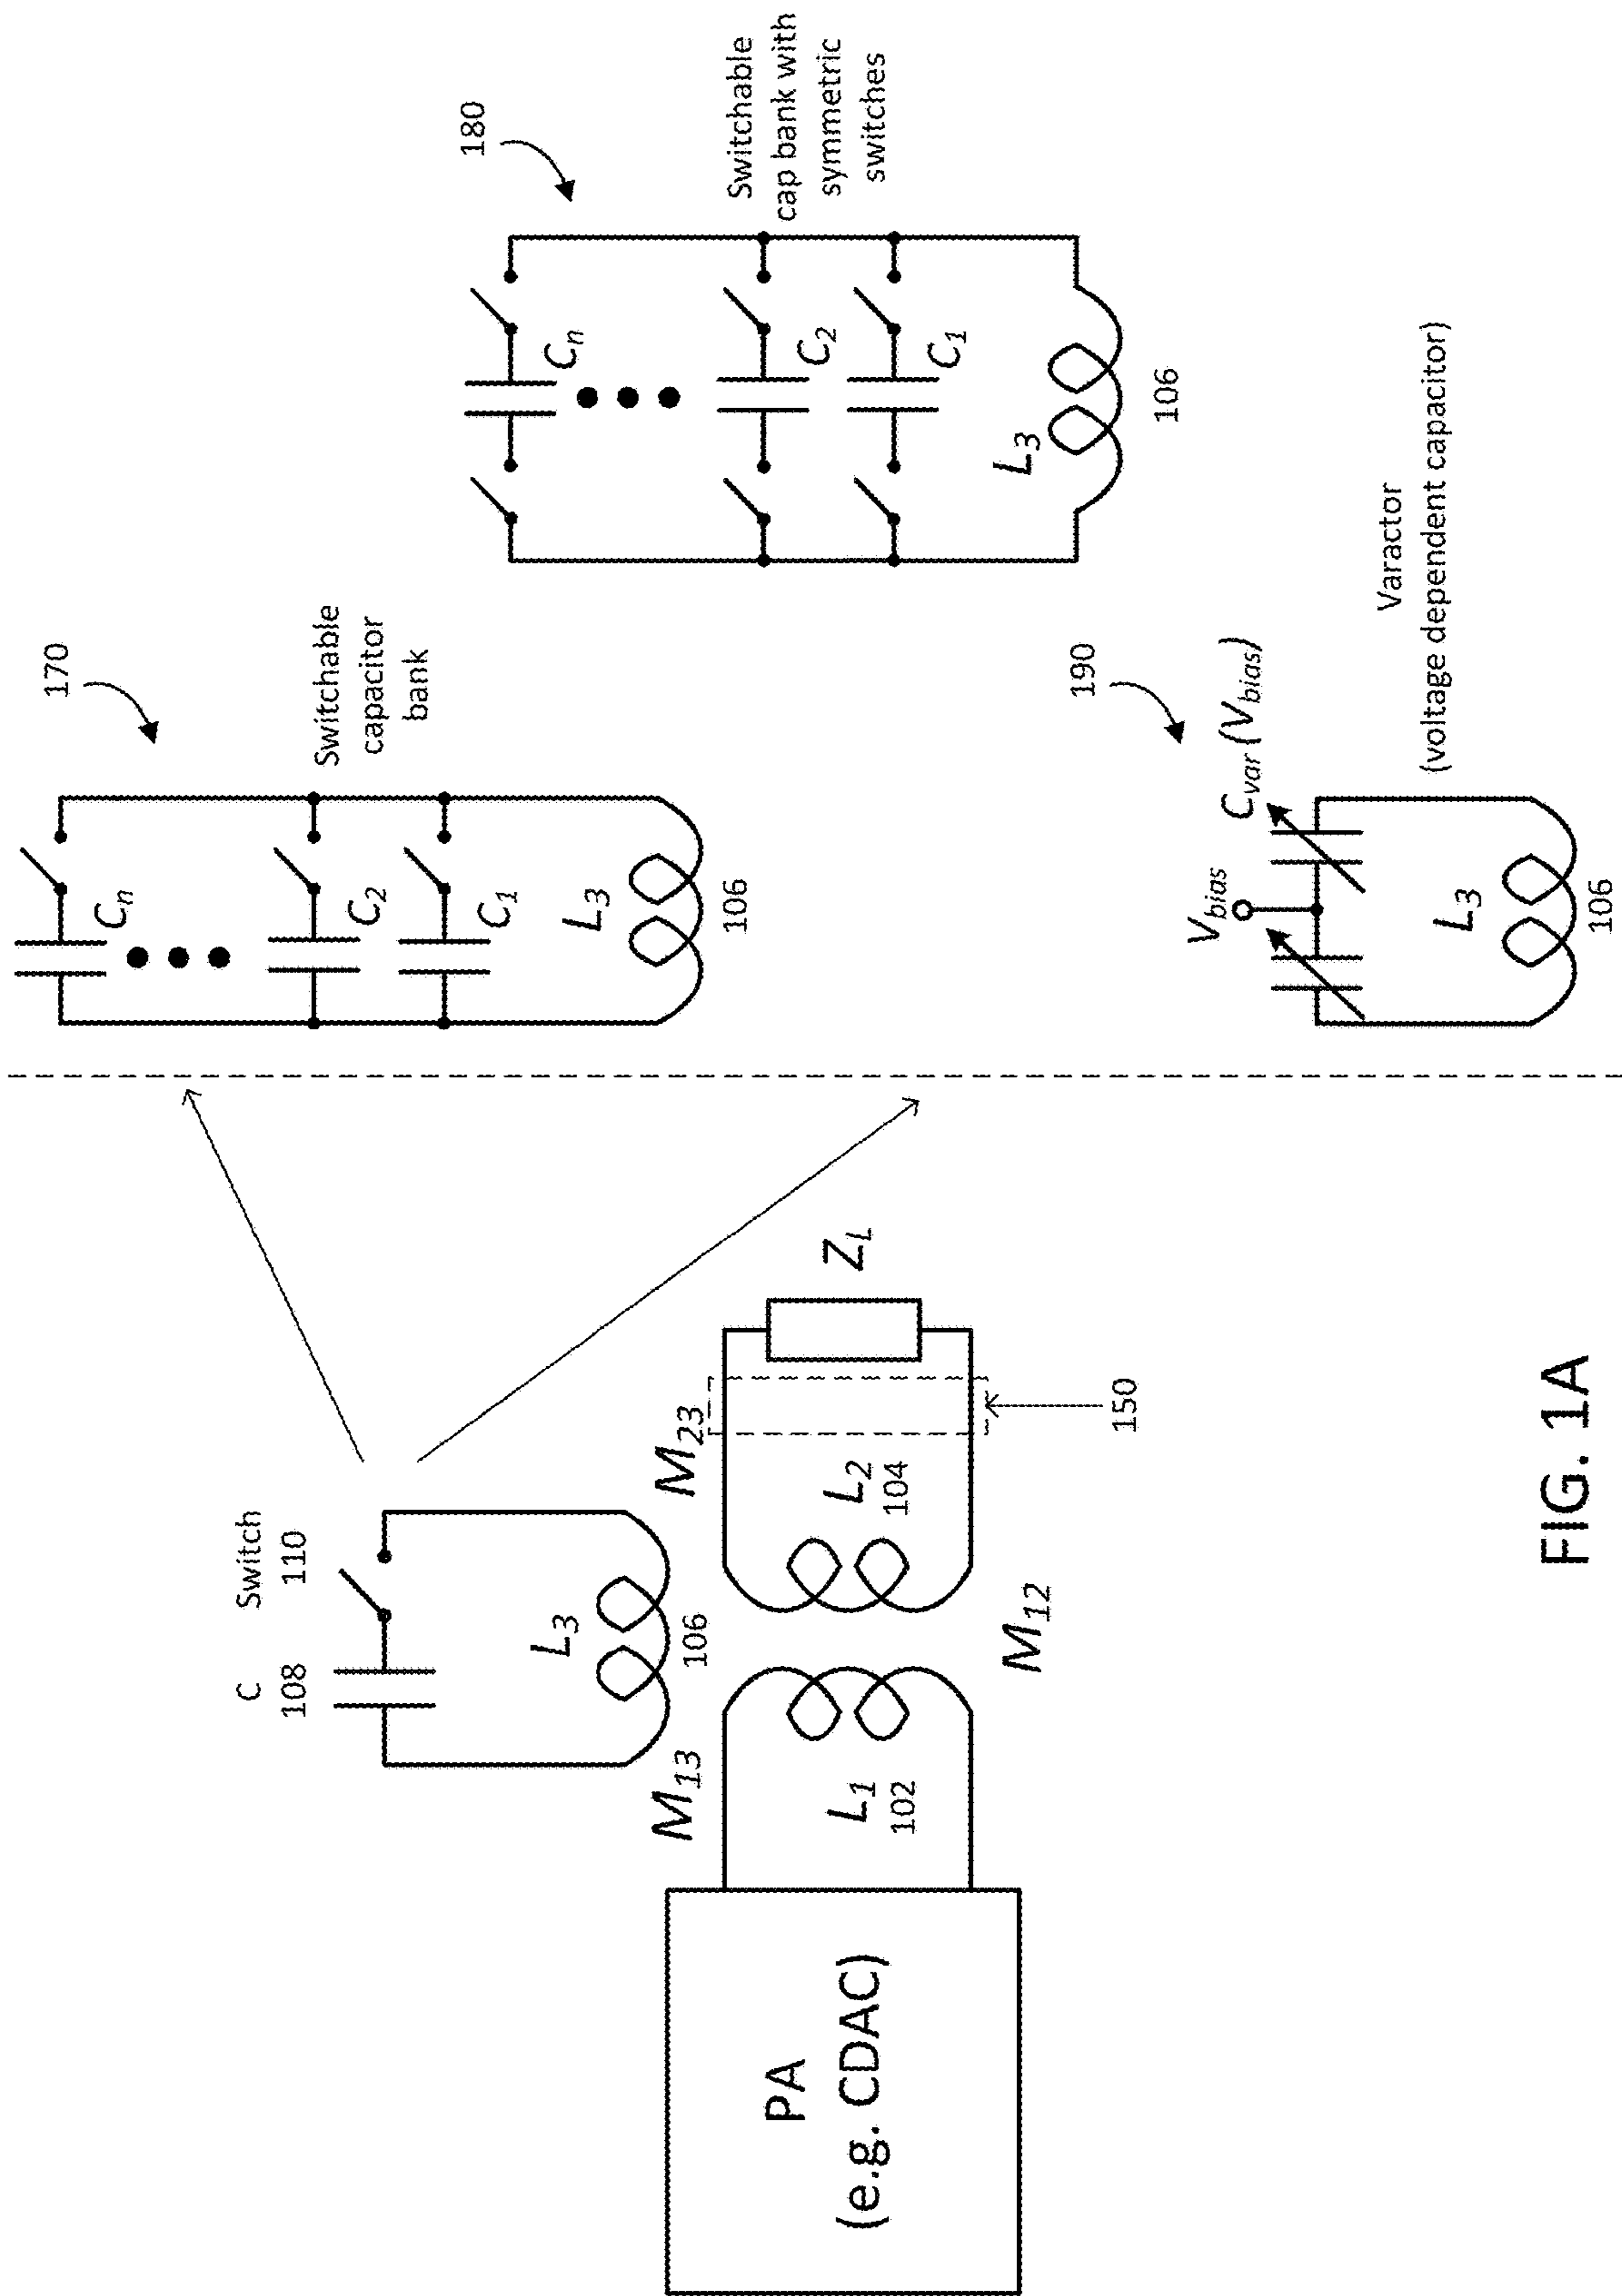 PA
(e.g. CDAC)
C
108
Switch
110
L3
106
M13
M23
L1
102
L2
104
M12
ZL
150
170
Switchable
capacitor
bank
Cn
C2
C1
L3
106
180
Switchable
cap bank with
symmetric
switches
Cn
C2
C1
L3
106
190
Vbias
Cvar (Vbias)
L3
106
Varactor
(voltage dependent capacitor)
FIG. 1A